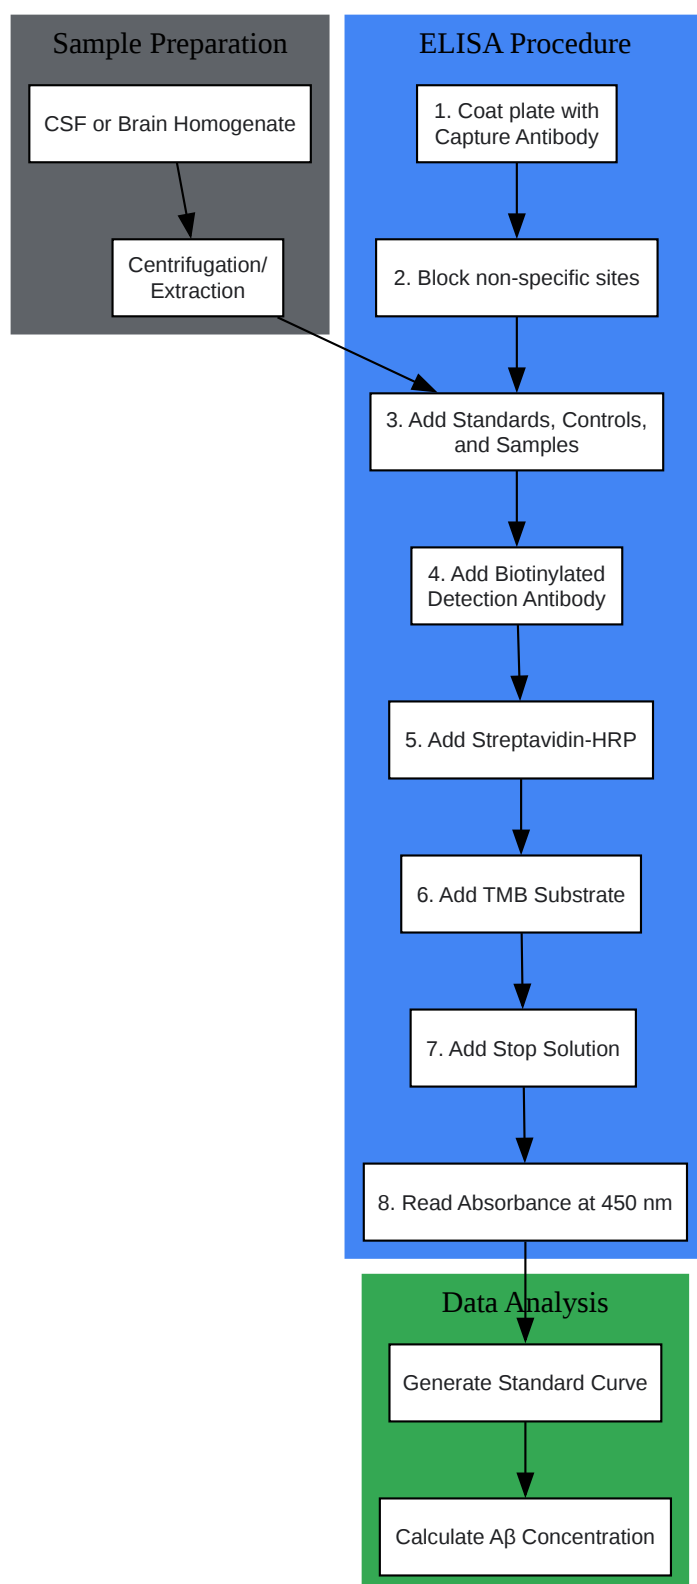 Sample Preparation
CSF or Brain Homogenate
Centrifugation/
Extraction
ELISA Procedure
1. Coat plate with
Capture Antibody
2. Block non-specific sites
3. Add Standards, Controls,
and Samples
4. Add Biotinylated
Detection Antibody
5. Add Streptavidin-HRP
6. Add TMB Substrate
7. Add Stop Solution
8. Read Absorbance at 450 nm
Data Analysis
Generate Standard Curve
Calculate Aβ Concentration